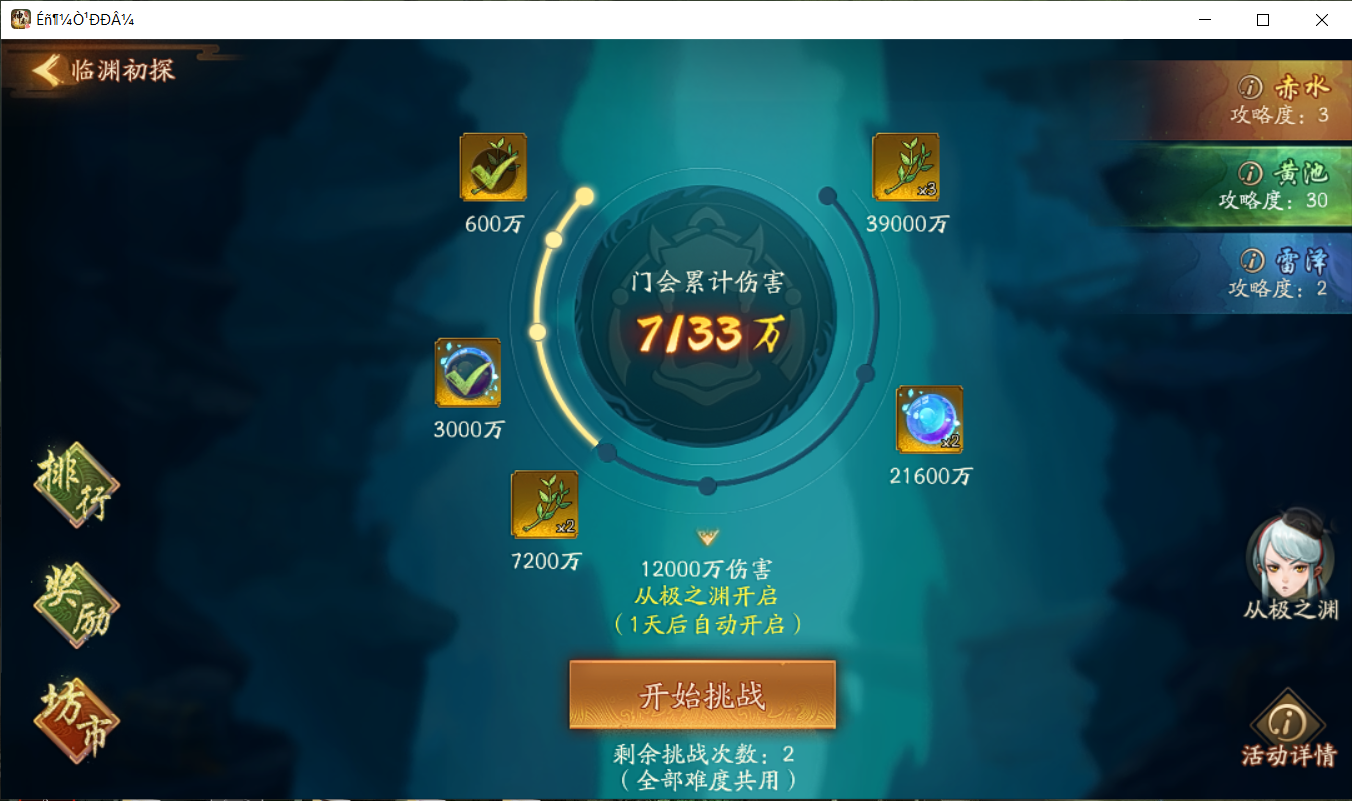 Éñ¶¼Ò¹ÐÐÂ¼
临渊初探
赤水
攻略度：3
黄池
攻略度：30
雷泽
攻略度：2
600万
x3
39000万
门会累计伤害
7133万
3000万
x2
21600万
x2
7200万
12000万伤害
从极之渊开启
（1天后自动开启）
开始挑战
剩余挑战次数：2
（全部难度共用）
排行
奖励
坊市
从极之渊
活动详情